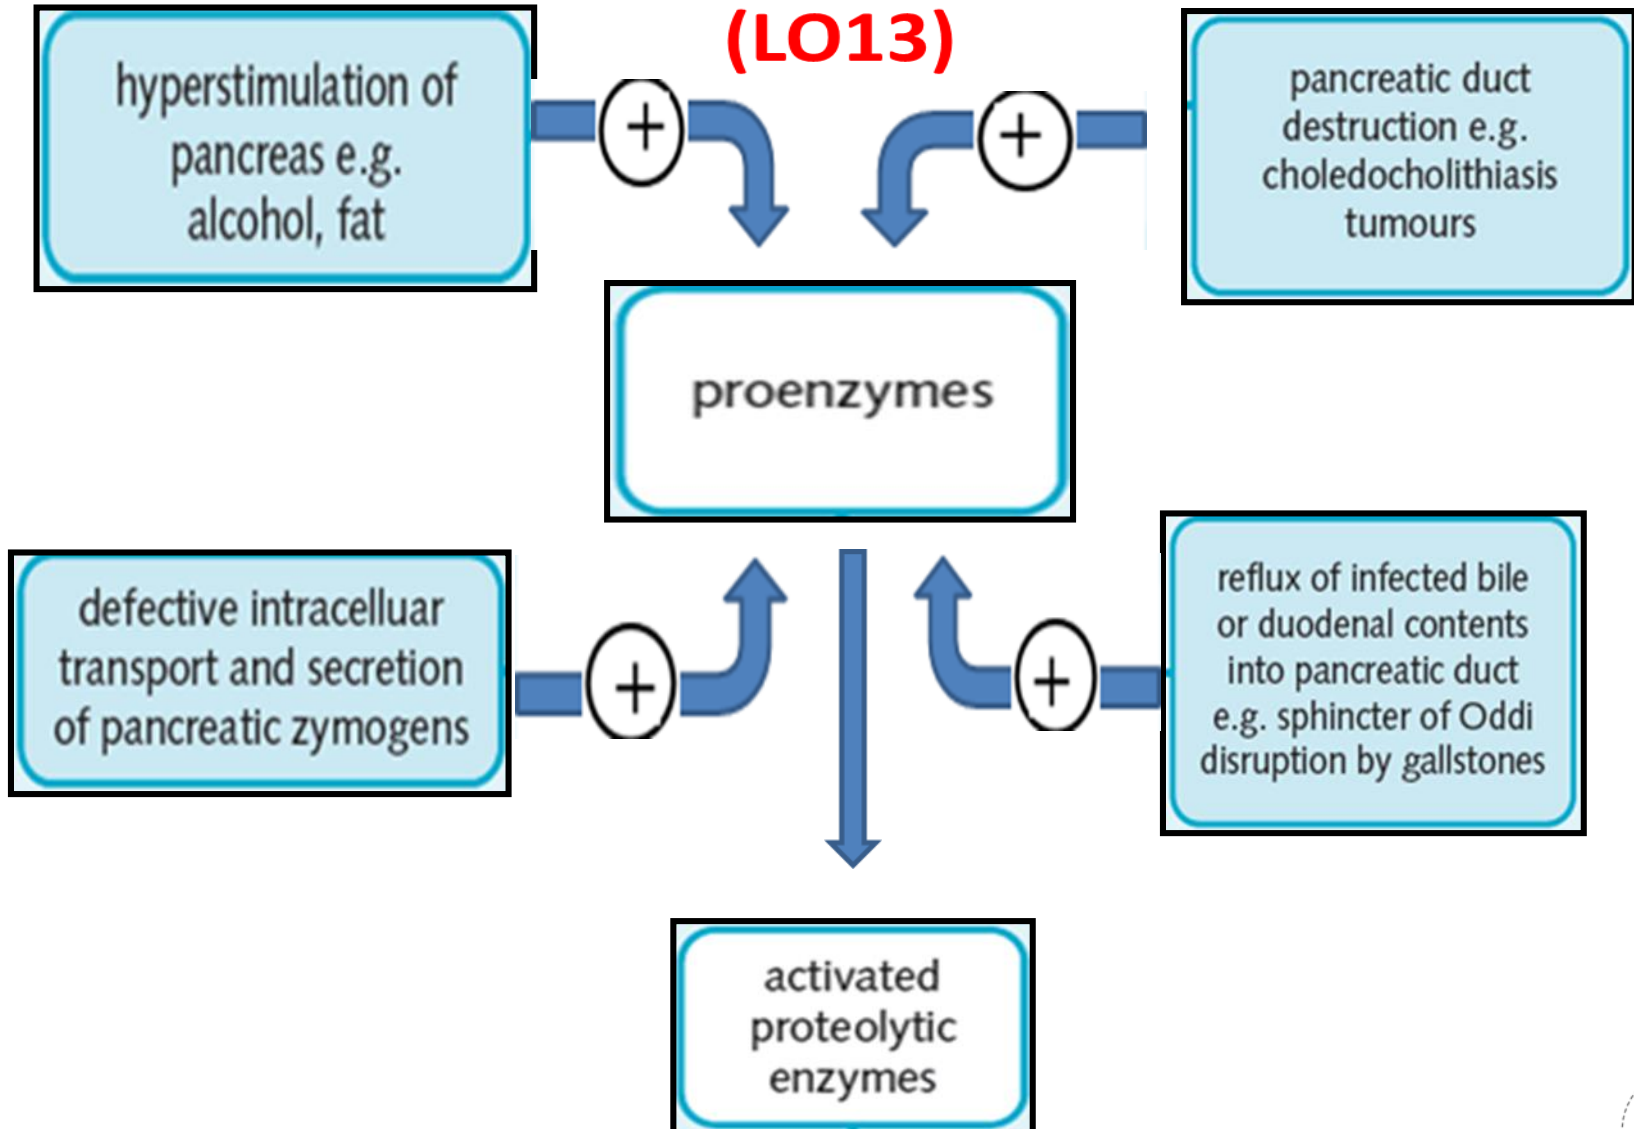 (LO13)
hyperstimulation of
pancreas e.g.
alcohol, fat
+
+
pancreatic duct
destruction e.g.
choledocholithiasis
tumours
proenzymes
defective intracelluar
transport and secretion
of pancreatic zymogens
+
+
reflux of infected bile
or duodenal contents
into pancreatic duct
e.g. sphincter of Oddi
disruption by gallstones
activated
proteolytic
enzymes